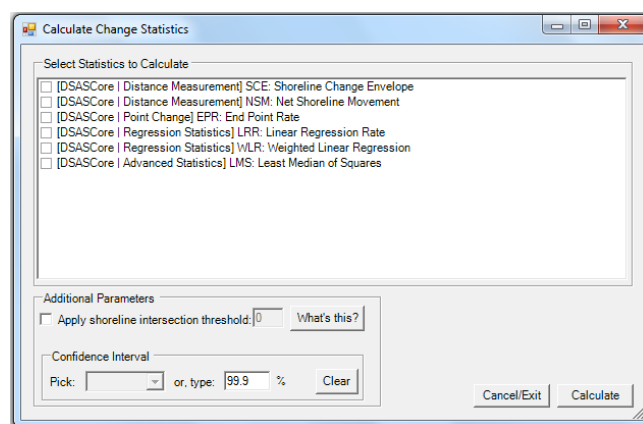 Calculate Change Statistics
Select Statistics to Calculate
[DSASCore | Distance Measurement] SCE: Shoreline Change Envelope
[DSASCore | Distance Measurement] NSM: Net Shoreline Movement
[DSASCore | Point Change] EPR: End Point Rate
[DSASCore | Regression Statistics] LRR: Linear Regression Rate
[DSASCore | Regression Statistics] WLR: Weighted Linear Regression
[DSASCore | Advanced Statistics] LMS: Least Median of Squares
Additional Parameters
Apply shoreline intersection threshold: 0 What's this?
Confidence Interval
Pick: or, type: 99.9 % Clear
Cancel/Exit Calculate